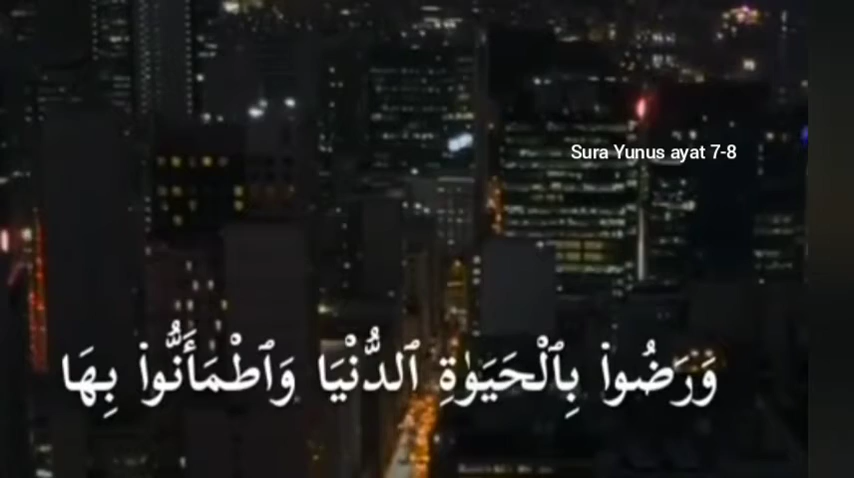 Sura Yunus ayat 7-8
وَرَضُوا۟ بِٱلْحَيَوٰةِ ٱلدُّنْيَا وَٱطْمَأَنُّوا۟ بِهَا